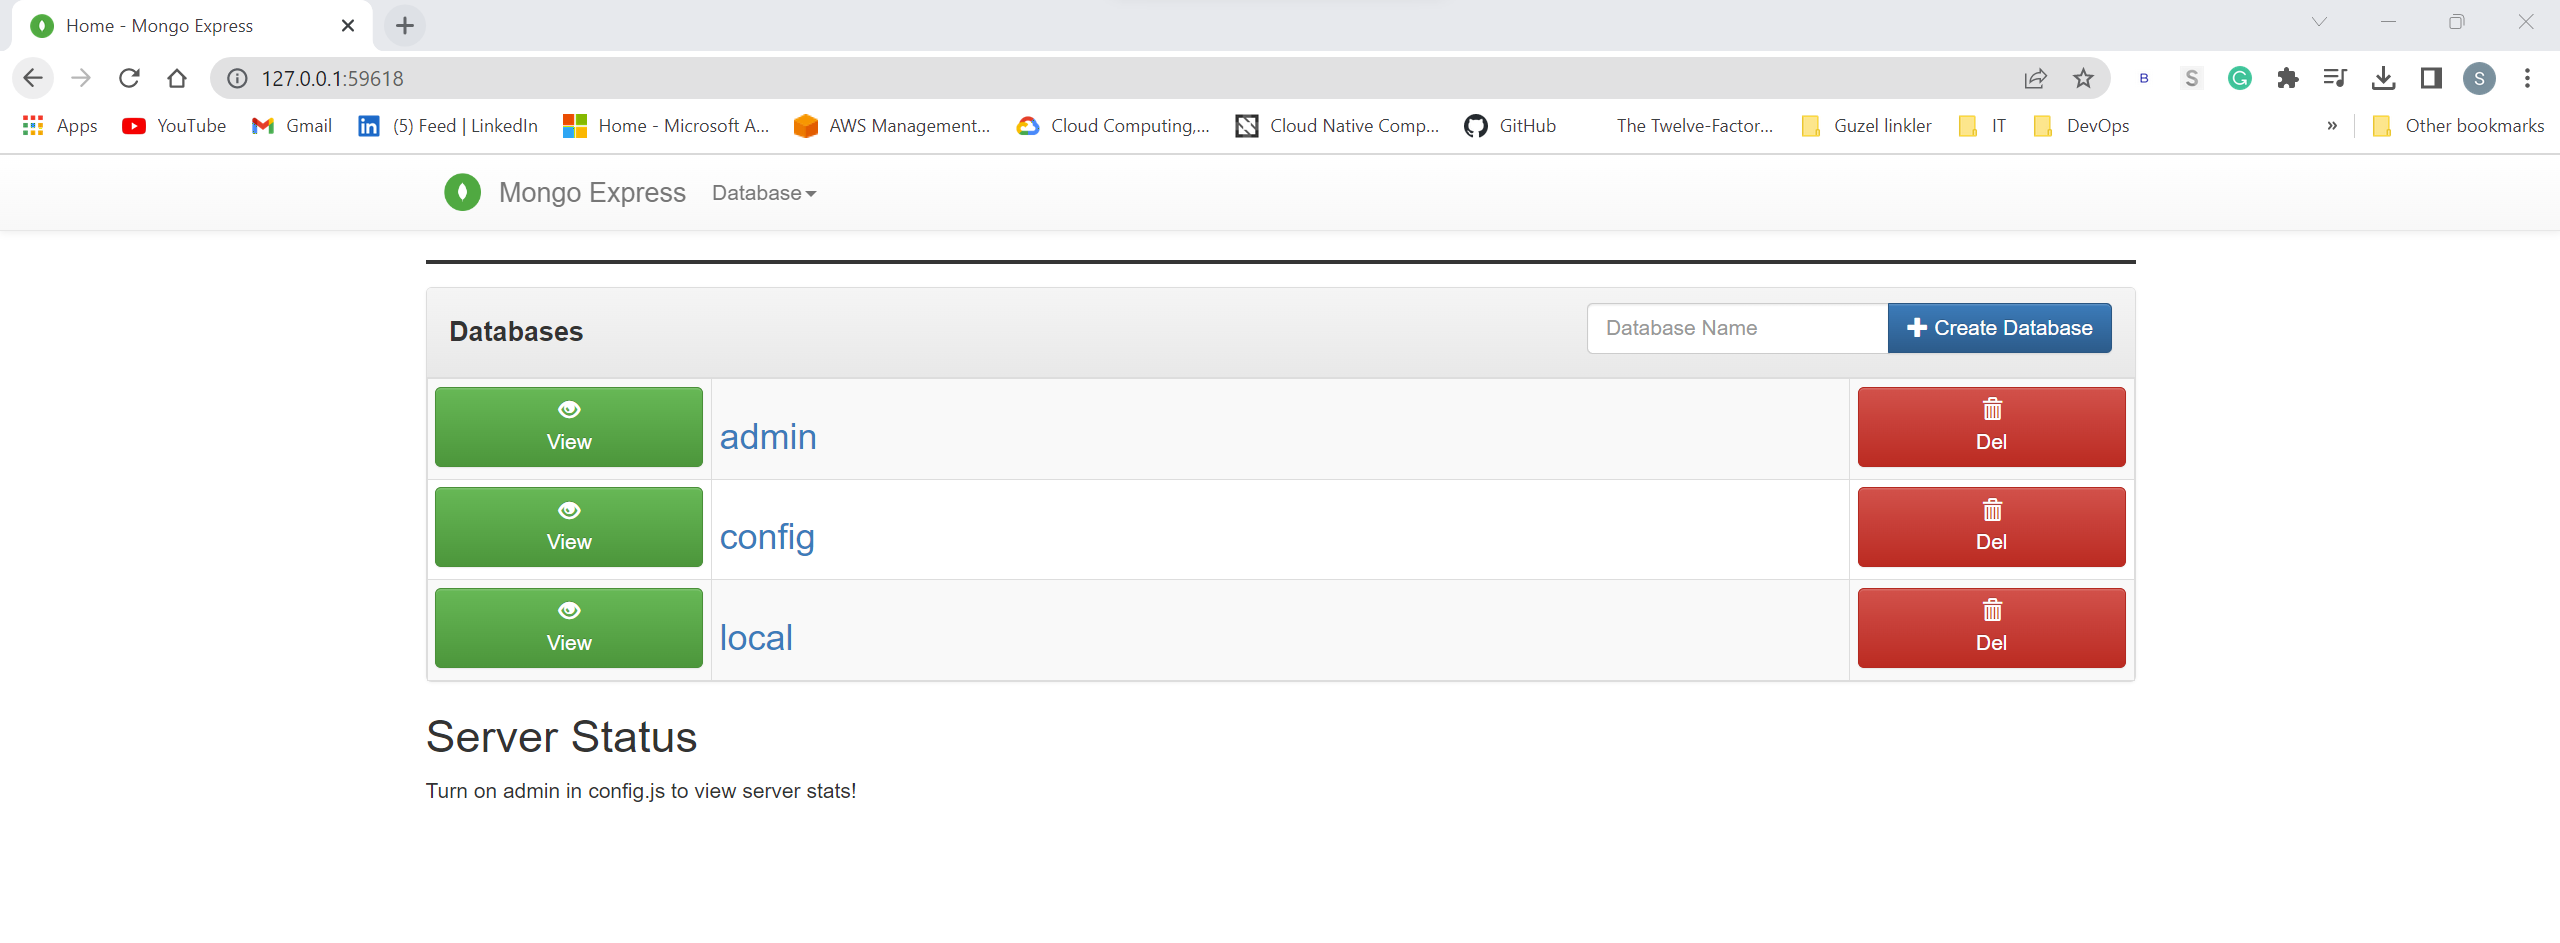 Home - Mongo Express
127.0.0.1:59618
B S G S
Apps YouTube Gmail (5) Feed | LinkedIn Home - Microsoft A... AWS Management... Cloud Computing,... Cloud Native Comp... GitHub The Twelve-Factor... Guzel linkler IT DevOps » Other bookmarks
Mongo Express Database
Databases Database Name Create Database
View admin Del
View config Del
View local Del
Server Status
Turn on admin in config.js to view server stats!